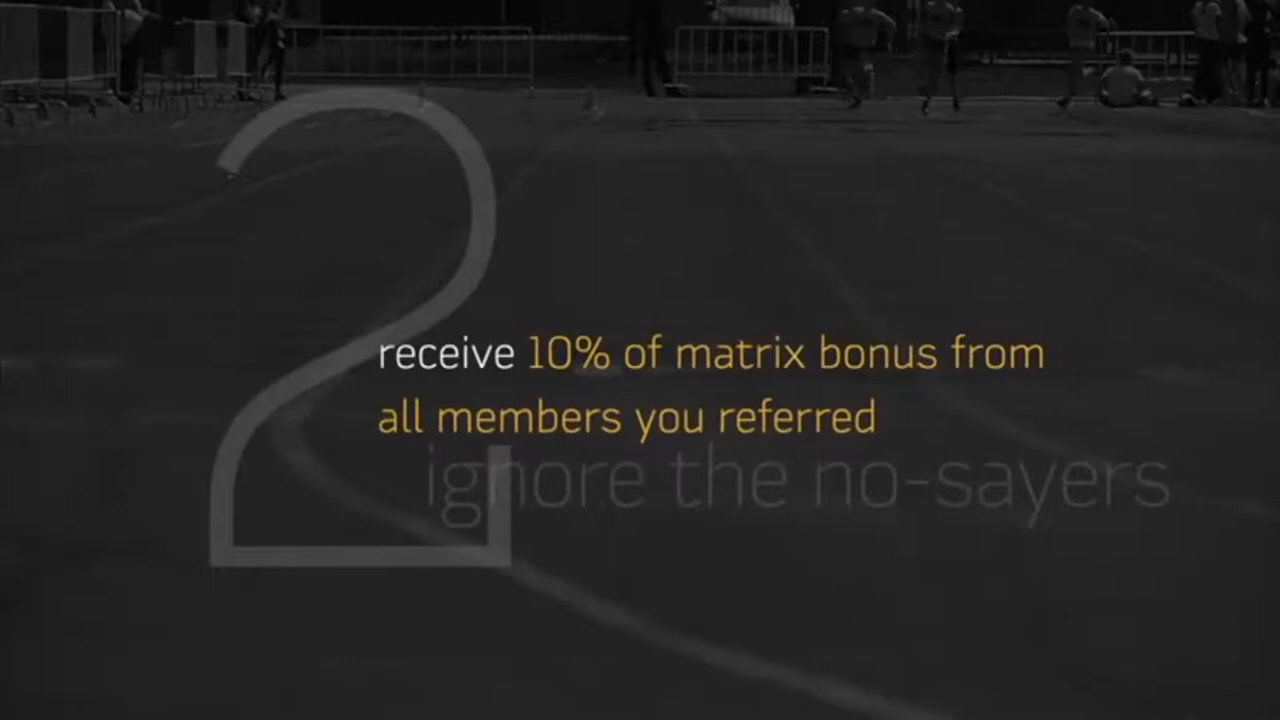 2
receive 10% of matrix bonus from
all members you referred
ignore the no-sayers